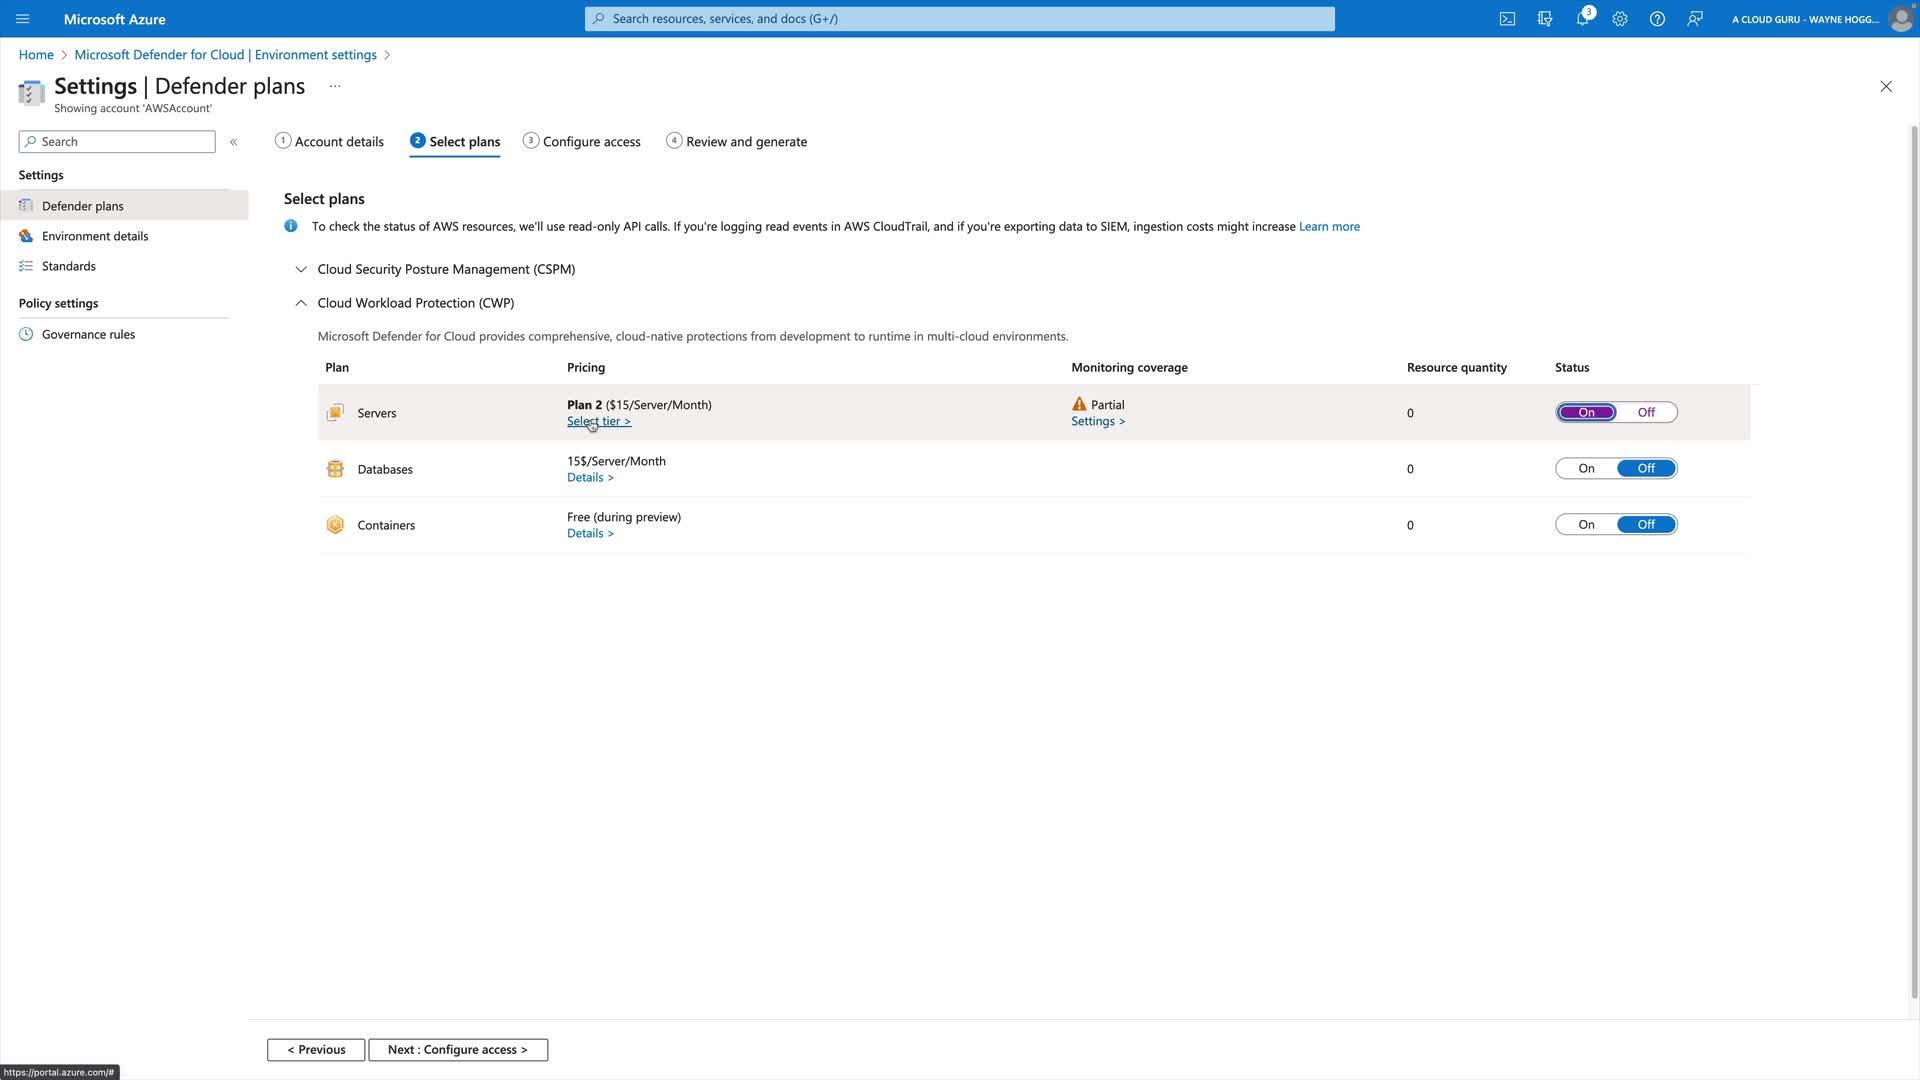 Microsoft Azure
Search resources, services, and docs (G+/)
3
A CLOUD GURU - WAYNE HOGG...
Home > Microsoft Defender for Cloud | Environment settings >
Settings | Defender plans ...
Showing account 'AWSAccount'
Search
«
1 Account details
2 Select plans
3 Configure access
4 Review and generate
Settings
Defender plans
Environment details
Standards
Policy settings
Governance rules
Select plans
To check the status of AWS resources, we'll use read-only API calls. If you're logging read events in AWS CloudTrail, and if you're exporting data to SIEM, ingestion costs might increase Learn more
Cloud Security Posture Management (CSPM)
Cloud Workload Protection (CWP)
Microsoft Defender for Cloud provides comprehensive, cloud-native protections from development to runtime in multi-cloud environments.
Plan Pricing Monitoring coverage Resource quantity Status
Servers
Plan 2 ($15/Server/Month)
Select tier >
Partial
Settings >
0
On Off
Databases
15$/Server/Month
Details >
0
On Off
Containers
Free (during preview)
Details >
0
On Off
< Previous
Next : Configure access >
https://portal.azure.com/#